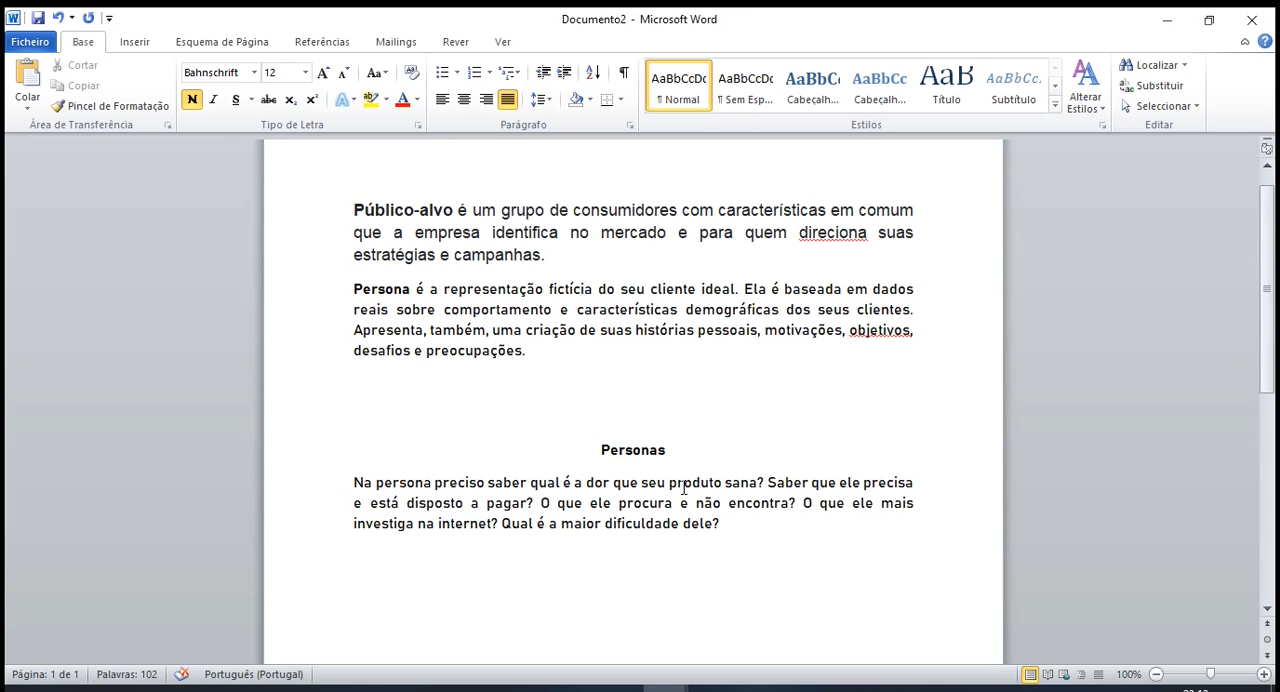 Documento2 - Microsoft Word
Ficheiro Base Inserir Esquema de Página Referências Mailings Rever Ver
Colar
Cortar
Copiar
Pincel de Formatação
Área de Transferência
Bahnschrift 12
N I S abc x₂ x² A A
Tipo de Letra
Parágrafo
AaBbCcDc AaBbCcDc AaBbC AaBbCc AaB AaBbCc.
¶ Normal ¶ Sem Esp... Cabeçalh... Cabeçalh... Título Subtítulo
Alterar
Estilos
Estilos
Localizar
Substituir
Seleccionar
Editar
Público-alvo é um grupo de consumidores com características em comum
que a empresa identifica no mercado e para quem direciona suas
estratégias e campanhas.
Persona é a representação fictícia do seu cliente ideal. Ela é baseada em dados
reais sobre comportamento e características demográficas dos seus clientes.
Apresenta, também, uma criação de suas histórias pessoais, motivações, objetivos,
desafios e preocupações.
Personas
Na persona preciso saber qual é a dor que seu produto sana? Saber que ele precisa
e está disposto a pagar? O que ele procura e não encontra? O que ele mais
investiga na internet? Qual é a maior dificuldade dele?
Página: 1 de 1 Palavras: 102 Português (Portugal) 100%